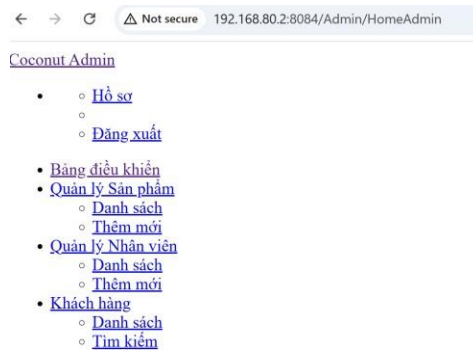 Not secure 192.168.80.2:8084/Admin/HomeAdmin
Coconut Admin
Hồ sơ
Đăng xuất
Bảng điều khiển
Quản lý Sản phẩm
Danh sách
Thêm mới
Quản lý Nhân viên
Danh sách
Thêm mới
Khách hàng
Danh sách
Tìm kiếm